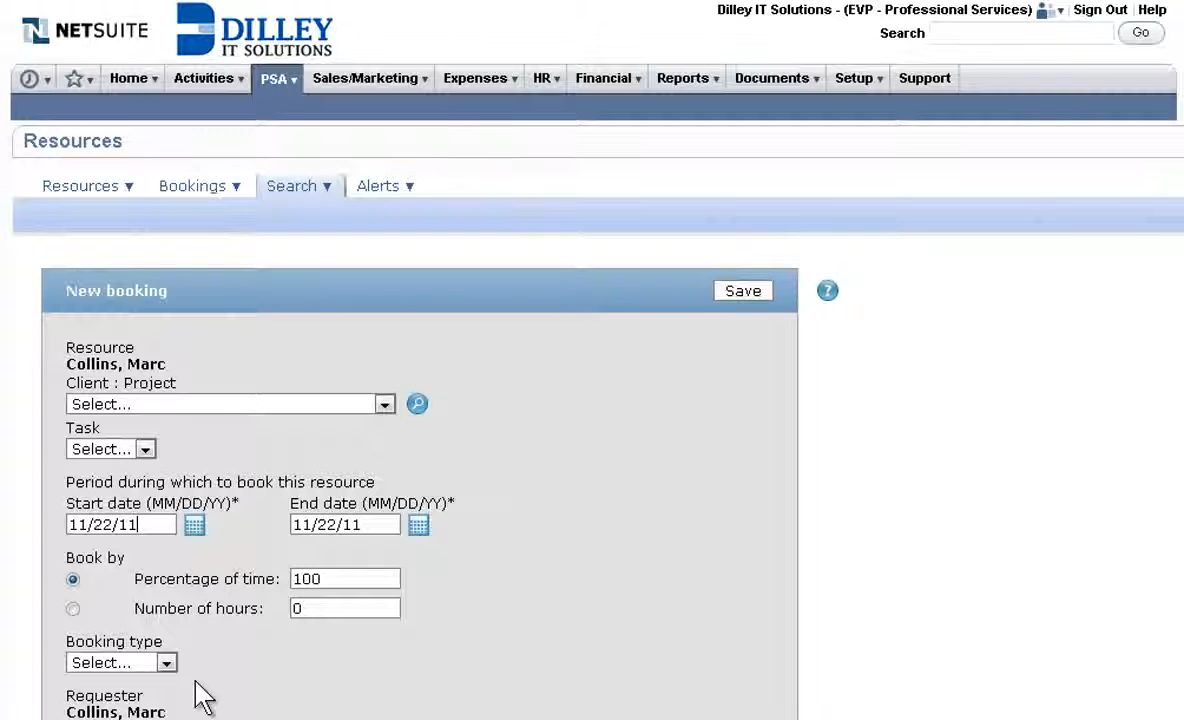 Dilley IT Solutions - (EVP - Professional Services) Sign Out Help
NETSUITE DILLEY IT SOLUTIONS Search Go
Home Activities PSA Sales/Marketing Expenses HR Financial Reports Documents Setup Support
Resources
Resources Bookings Search Alerts
New booking Save ?
Resource
Collins, Marc
Client : Project
Select...
Task
Select...
Period during which to book this resource
Start date (MM/DD/YY)* End date (MM/DD/YY)*
11/22/11 11/22/11
Book by
Percentage of time: 100
Number of hours: 0
Booking type
Select...
Requester
Collins, Marc